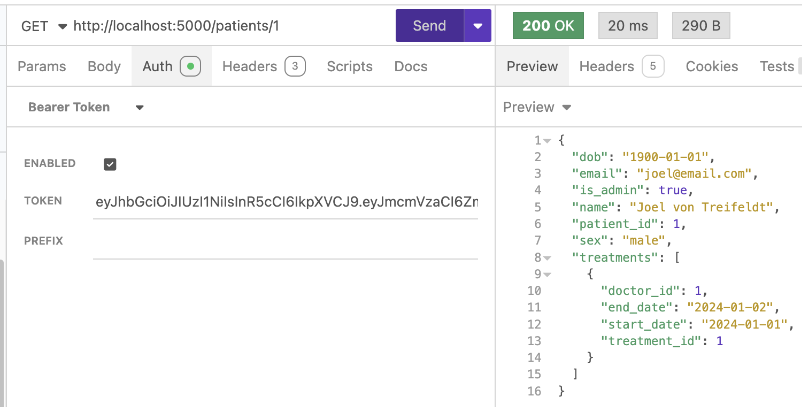 GET http://localhost:5000/patients/1 Send 200 OK 20 ms 290 B
Params Body Auth Headers 3 Scripts Docs Preview Headers 5 Cookies Tests
Bearer Token Preview
ENABLED
TOKEN
PREFIX
1 {
2 "dob": "1900-01-01",
3 "email": "joel@email.com",
4 "is_admin": true,
5 "name": "Joel von Treifeldt",
6 "patient_id": 1,
7 "sex": "male",
8 "treatments": [
9 {
10 "doctor_id": 1,
11 "end_date": "2024-01-02",
12 "start_date": "2024-01-01",
13 "treatment_id": 1
14 }
15 ]
16 }